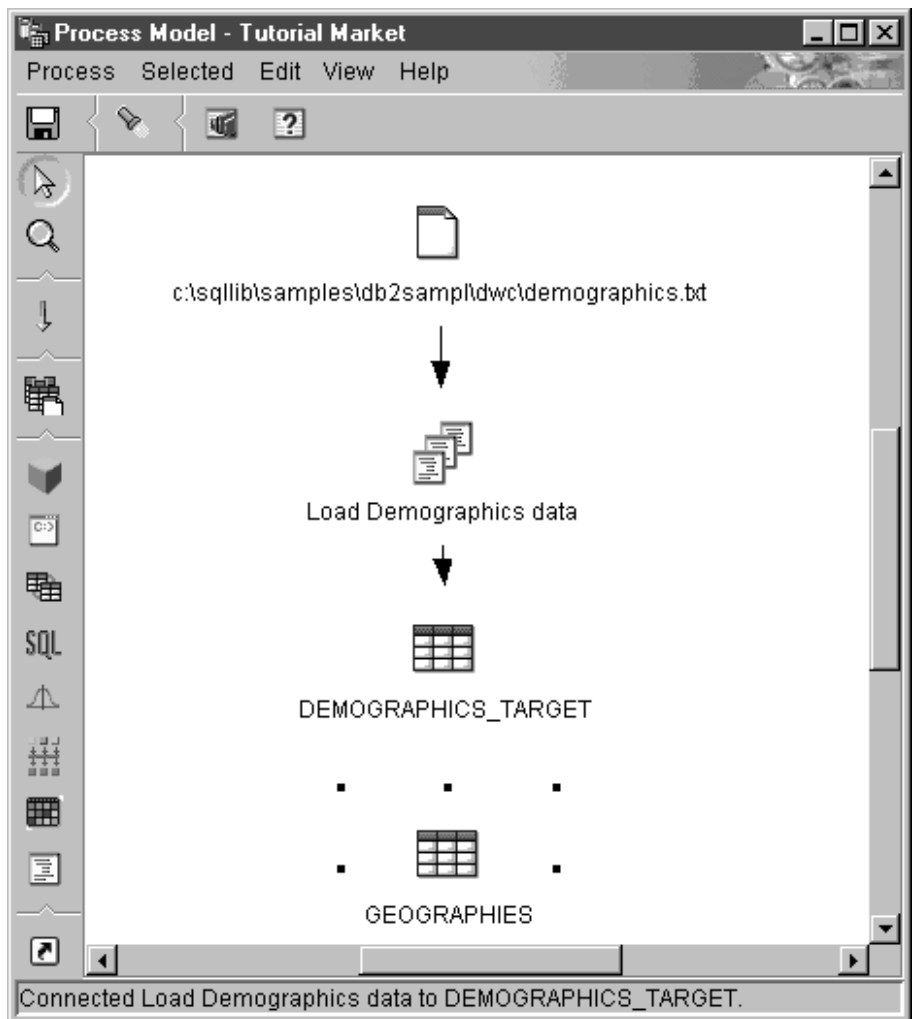 Process Model - Tutorial Market
Process Selected Edit View Help
?
c:\sqllib\samples\db2sampl\dwc\demographics.txt
Load Demographics data
C:>
SQL
DEMOGRAPHICS_TARGET
GEOGRAPHIES
Connected Load Demographics data to DEMOGRAPHICS_TARGET.